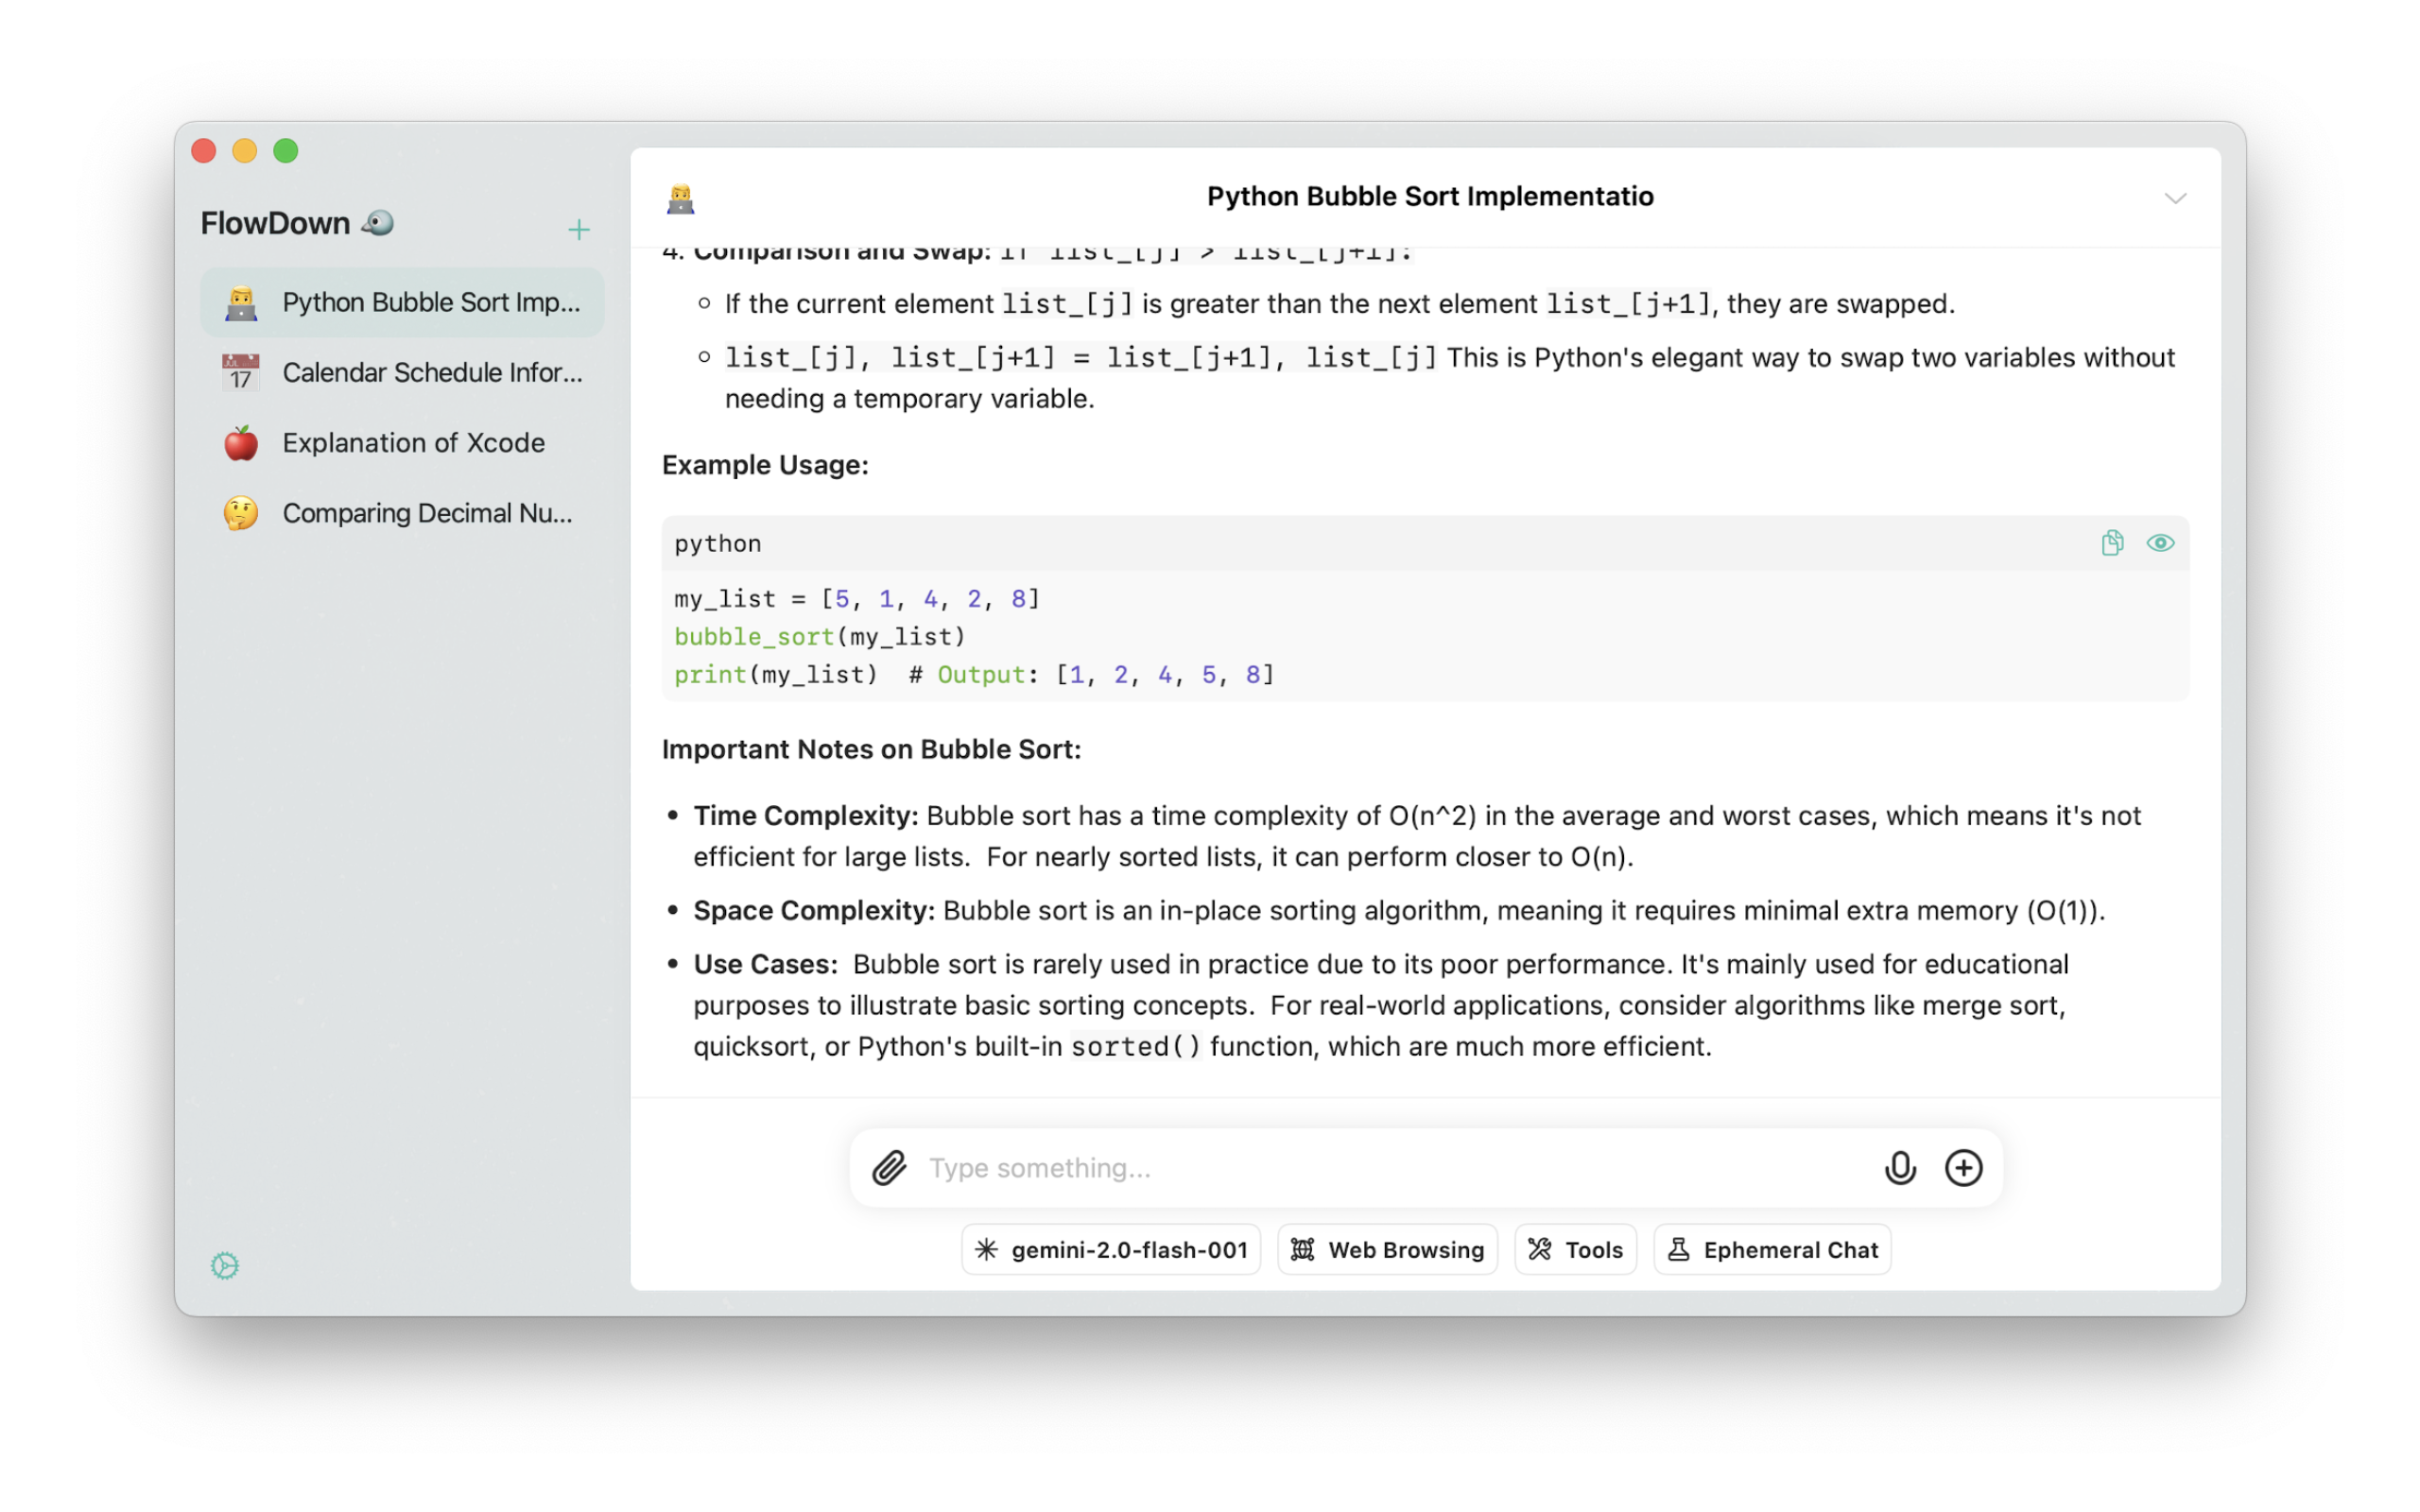 FlowDown
Python Bubble Sort Imp...
JUL
17
Calendar Schedule Infor...
Explanation of Xcode
Comparing Decimal Nu...
Python Bubble Sort Implementatio
4. Comparison and Swap: if list_[j] > list_[j+1]:
If the current element list_[j] is greater than the next element list_[j+1], they are swapped.
list_[j], list_[j+1] = list_[j+1], list_[j] This is Python's elegant way to swap two variables without
needing a temporary variable.
Example Usage:
python
my_list = [5, 1, 4, 2, 8]
bubble_sort(my_list)
print(my_list)  # Output: [1, 2, 4, 5, 8]
Important Notes on Bubble Sort:
• Time Complexity: Bubble sort has a time complexity of O(n^2) in the average and worst cases, which means it's not
efficient for large lists.  For nearly sorted lists, it can perform closer to O(n).
• Space Complexity: Bubble sort is an in-place sorting algorithm, meaning it requires minimal extra memory (O(1)).
• Use Cases:  Bubble sort is rarely used in practice due to its poor performance. It's mainly used for educational
purposes to illustrate basic sorting concepts.  For real-world applications, consider algorithms like merge sort,
quicksort, or Python's built-in sorted() function, which are much more efficient.
Type something...
gemini-2.0-flash-001
Web Browsing
Tools
Ephemeral Chat